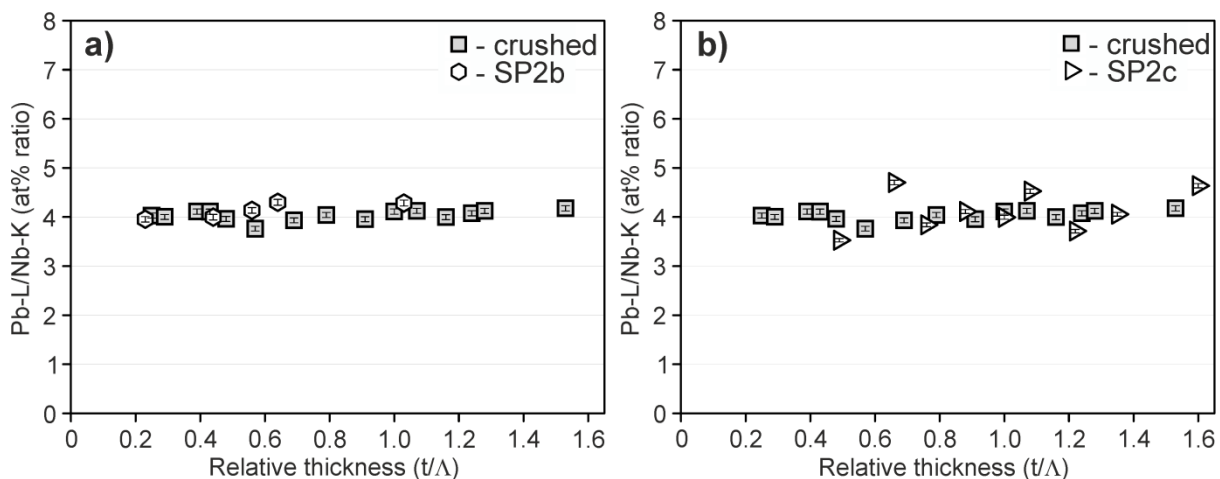 a)
- crushed
- SP2b
8
7
6
5
4
3
2
1
0
Pb-L/Nb-K (at% ratio)
0 0.2 0.4 0.6 0.8 1.0 1.2 1.4 1.6
Relative thickness (t/Λ)
b)
- crushed
- SP2c
8
7
6
5
4
3
2
1
0
Pb-L/Nb-K (at% ratio)
0 0.2 0.4 0.6 0.8 1.0 1.2 1.4 1.6
Relative thickness (t/Λ)